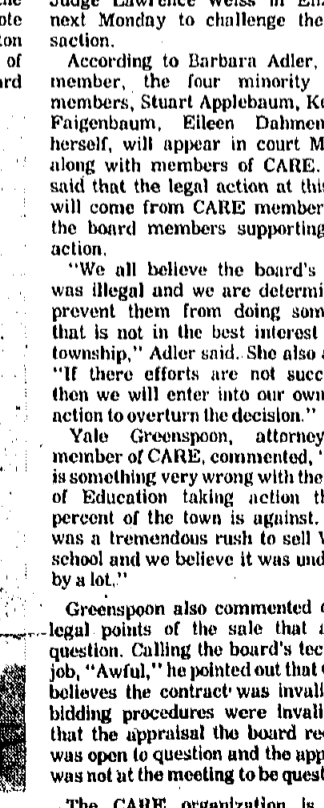 Judge Lawrence Weiss in
ote next Monday to challenge the
ton saction.
of According to Barbara Adler,
ard member, the four minority
members, Stuart Applebaum,
Faigenbaum, Eileen Dahmen
herself, will appear in court M
along with members of CARE.
said that the legal action at this
will come from CARE member
the board members supporting
action.
"We all believe the board's
was illegal and we are determi
prevent them from doing som
that is not in the best interest
township," Adler said. She also
"If there efforts are not succ
then we will enter into our own
action to overturn the decision."
Yale Greenspoon, attorney
member of CARE, commented,
is something very wrong with the
of Education taking action th
percent of the town is against.
was a tremendous rush to sell
school and we believe it was und
by a lot."
Greenspoon also commented
legal points of the sale that
question. Calling the board's tec
job, "Awful," he pointed out that
believes the contract was invali
bidding procedures were invali
that the appraisal the board re
was open to question and the app
was not at the meeting to be quest
The CARE organization is